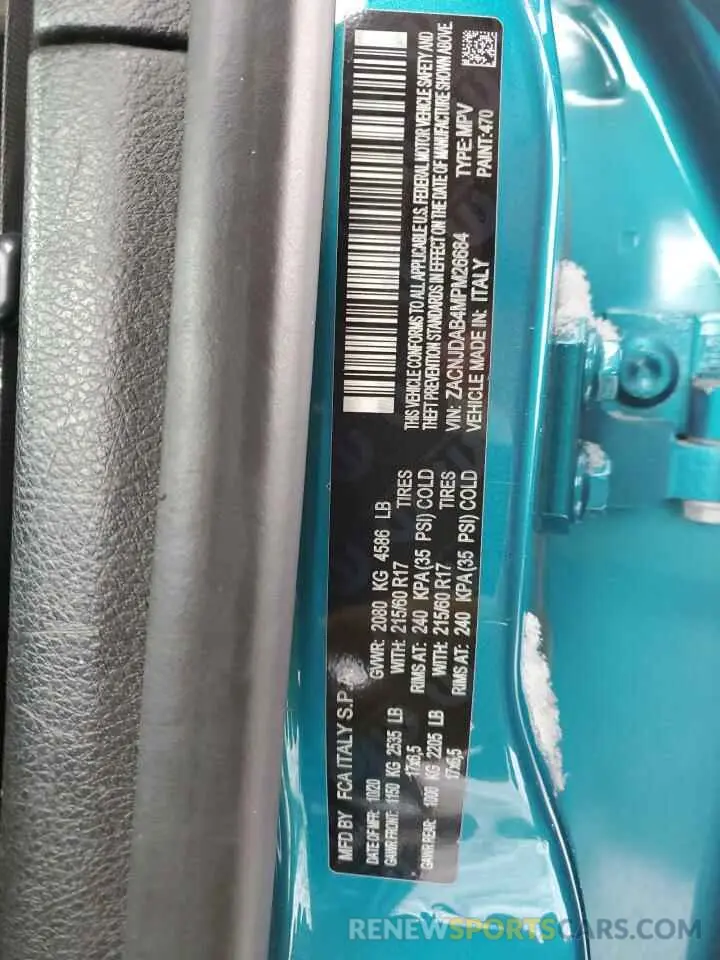 MFD BY FCA ITALY S.P.A
DATE OF MFR: 10/20 GVWR: 2080 KG 4586 LB
GAWR FRONT: 1150 KG 2535 LB WITH: 215/60 R17 TIRES
17x6,5 RIMS AT: 240 KPA (35 PSI) COLD
GAWR REAR: 1000 KG 2205 LB WITH: 215/60 R17 TIRES
17x6,5 RIMS AT: 240 KPA (35 PSI) COLD
THIS VEHICLE CONFORMS TO ALL APPLICABLE U.S. FEDERAL MOTOR VEHICLE SAFETY AND
THEFT PREVENTION STANDARDS IN EFFECT ON THE DATE OF MANUFACTURE SHOWN ABOVE.
VIN: ZACNJDAB4MPM26684 TYPE: MPV
VEHICLE MADE IN: ITALY PAINT: 470
RENEWSPORTSCARS.COM